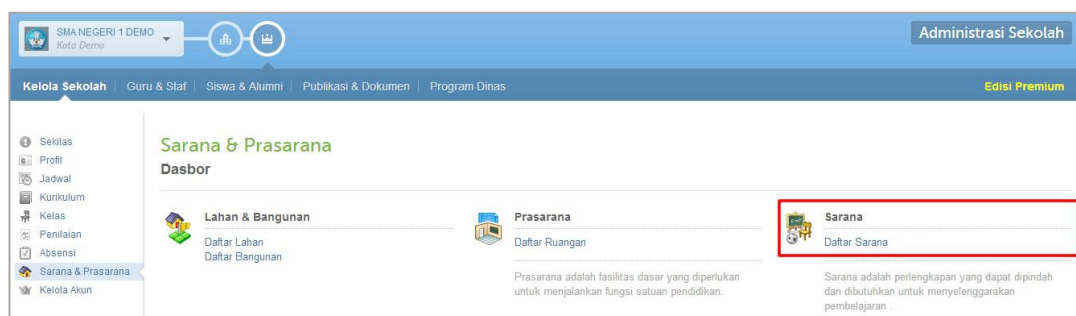 SMA NEGERI 1 DEMO
Kota Demo
Administrasi Sekolah
Kelola Sekolah
Guru & Staf
Siswa & Alumni
Publikasi & Dokumen
Program Dinas
Edisi Premium
Sekilas
Profil
Jadwal
Kurikulum
Kelas
Penilaian
Absensi
Sarana & Prasarana
Kelola Akun
Sarana & Prasarana
Dasbor
Lahan & Bangunan
Daftar Lahan
Daftar Bangunan
Prasarana
Daftar Ruangan
Prasarana adalah fasilitas dasar yang diperlukan
untuk menjalankan fungsi satuan pendidikan.
Sarana
Daftar Sarana
Sarana adalah perlengkapan yang dapat dipindah
dan dibutuhkan untuk menyelenggarakan
pembelajaran .